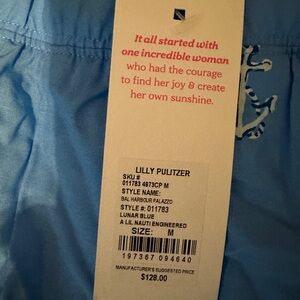 It all started with
one incredible woman
who had the courage
to find her joy & create
her own sunshine.
LILLY PULITZER
SKU #
011783 4973CP M
STYLE NAME:
BAL HARBOUR PALAZZO
STYLE #: 011783
LUNAR BLUE
A LIL NAUTI ENGINEERED
SIZE: M
197367 094640
MANUFACTURER'S SUGGESTED PRICE
$128.00